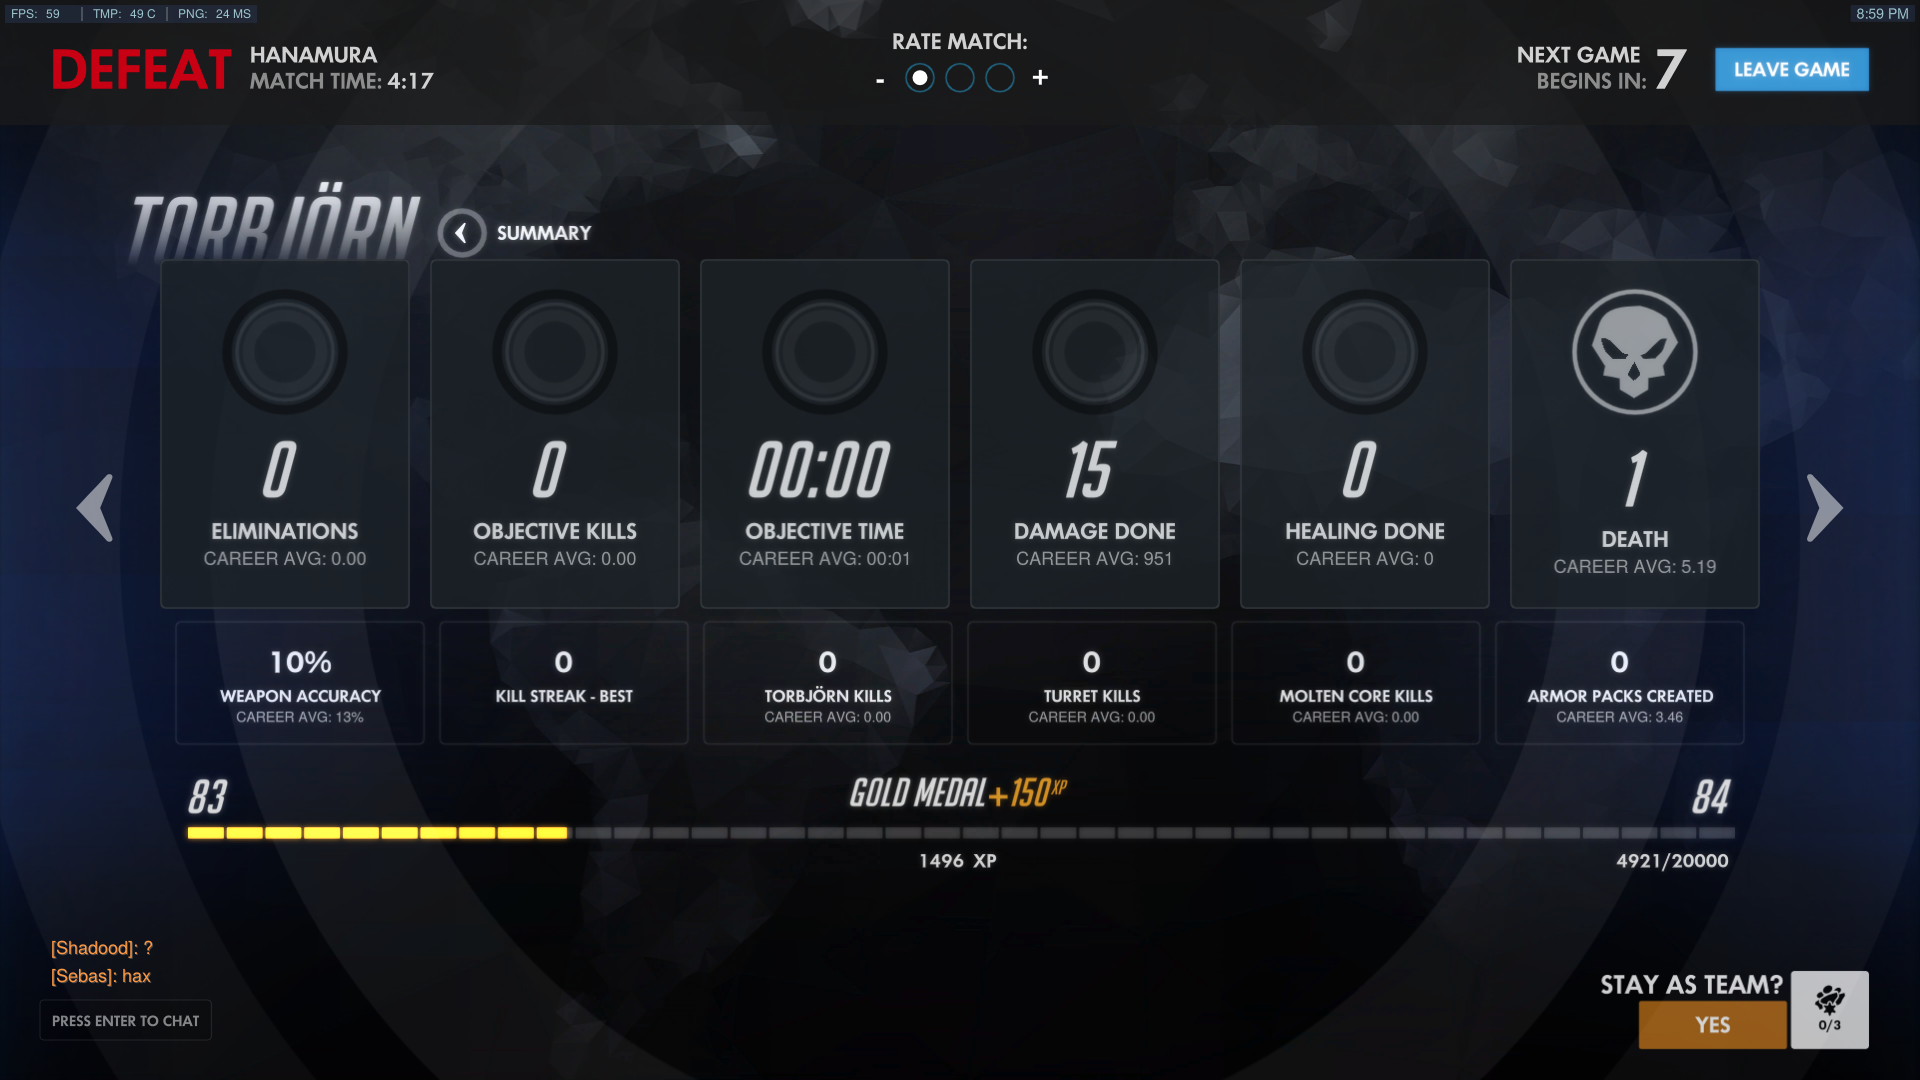 FPS: 59 | TMP: 49 C | PNG: 24 MS
8:59 PM
DEFEAT
HANAMURA
MATCH TIME: 4:17
RATE MATCH:
- +
NEXT GAME
BEGINS IN: 7
LEAVE GAME
TORBJÖRN
SUMMARY
0
ELIMINATIONS
CAREER AVG: 0.00
0
OBJECTIVE KILLS
CAREER AVG: 0.00
00:00
OBJECTIVE TIME
CAREER AVG: 00:01
15
DAMAGE DONE
CAREER AVG: 951
0
HEALING DONE
CAREER AVG: 0
1
DEATH
CAREER AVG: 5.19
10%
WEAPON ACCURACY
CAREER AVG: 13%
0
KILL STREAK - BEST
0
TORBJÖRN KILLS
CAREER AVG: 0.00
0
TURRET KILLS
CAREER AVG: 0.00
0
MOLTEN CORE KILLS
CAREER AVG: 0.00
0
ARMOR PACKS CREATED
CAREER AVG: 3.46
83
GOLD MEDAL +150 XP
84
1496 XP
4921/20000
[Shadood]: ?
[Sebas]: hax
PRESS ENTER TO CHAT
STAY AS TEAM?
YES
0/3